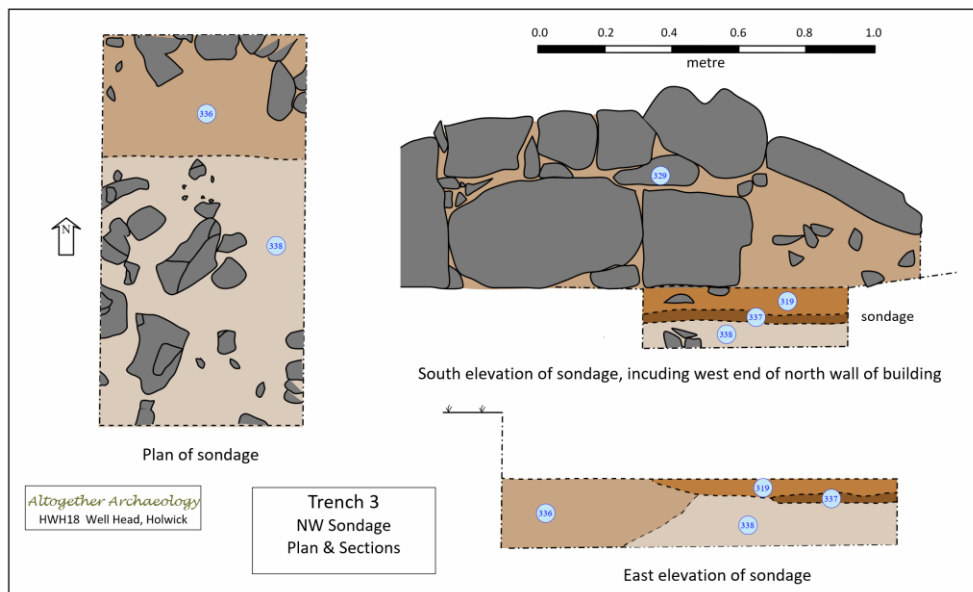 0.0 0.2 0.4 0.6 0.8 1.0
metre
336
N
338
Plan of sondage
329
319
337
338
sondage
South elevation of sondage, incuding west end of north wall of building
336
319
337
338
East elevation of sondage
Altogether Archaeology
HWH18 Well Head, Holwick
Trench 3
NW Sondage
Plan & Sections